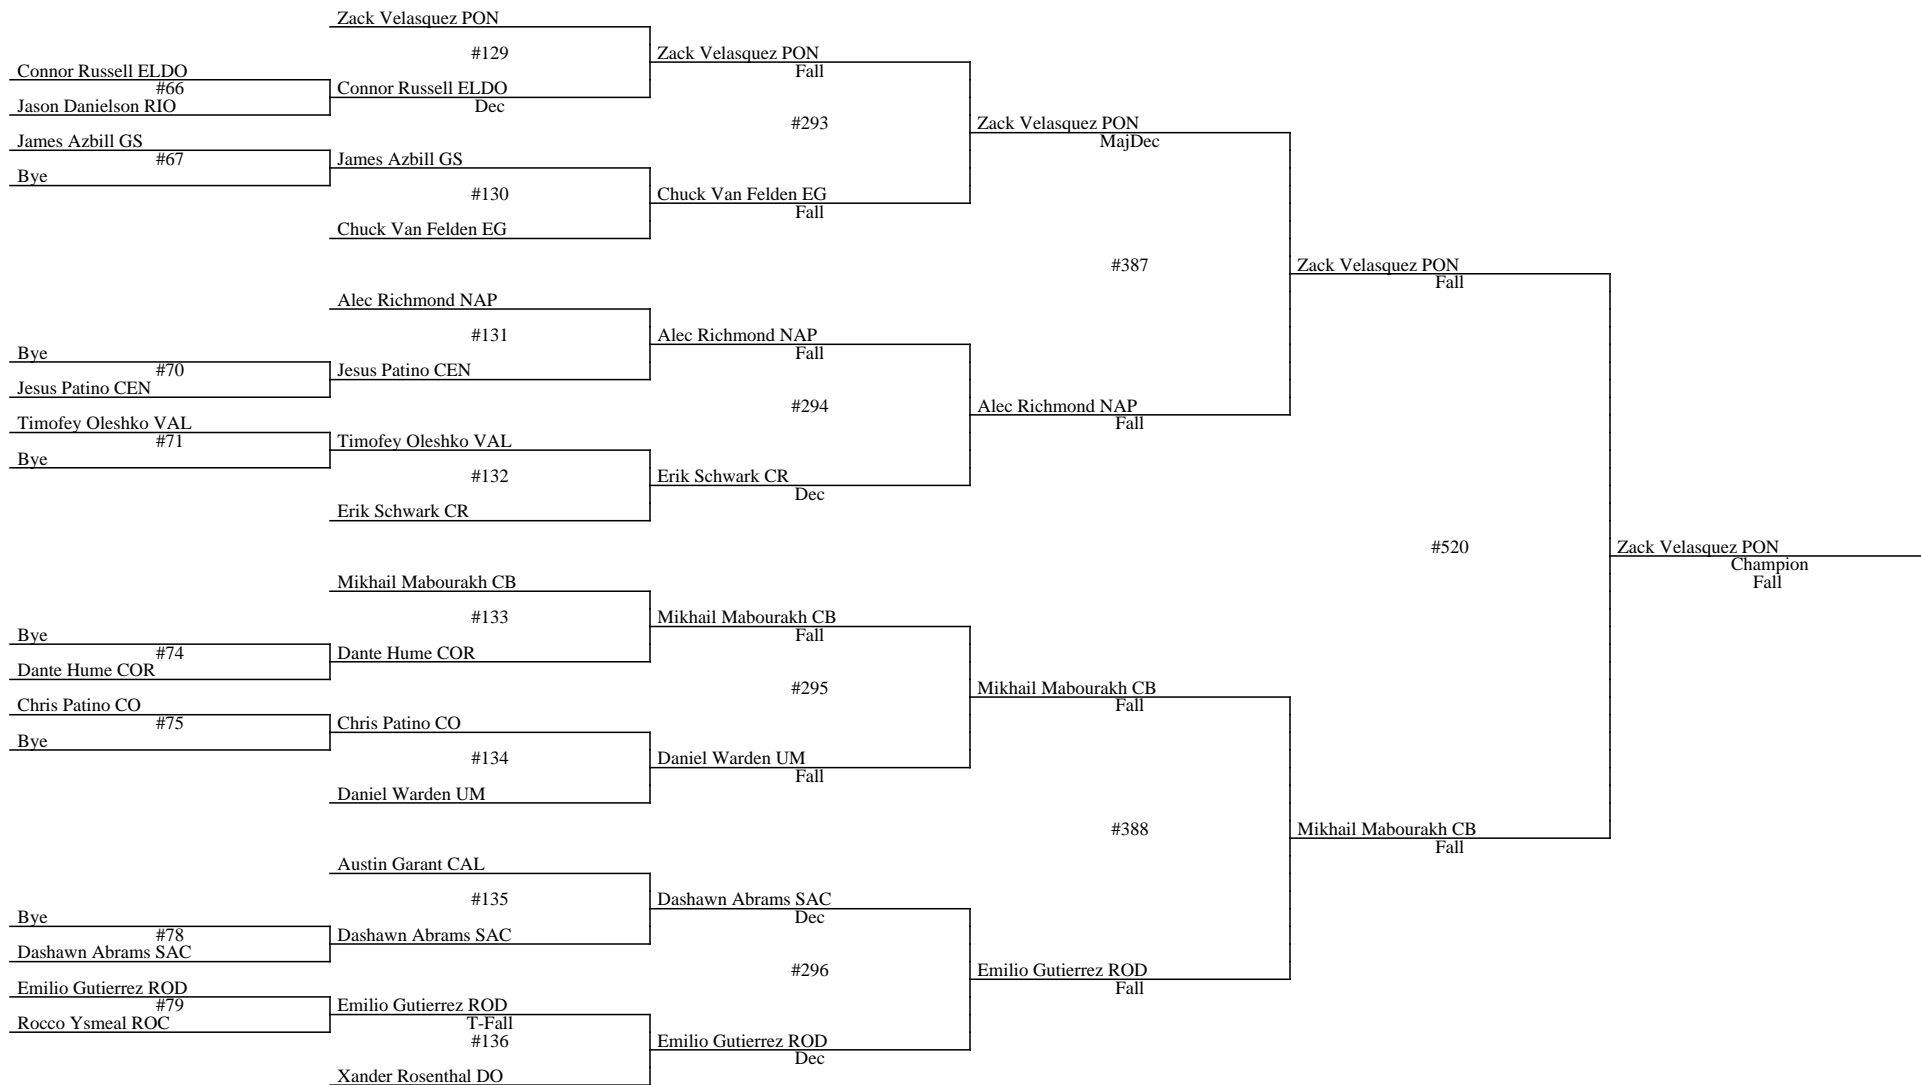 Zack Velasquez PON
#129
Zack Velasquez PON
Fall
Connor Russell ELDO
#66
Jason Danielson RIO
Connor Russell ELDO
Dec
#293
Zack Velasquez PON
MajDec
James Azbill GS
#67
Bye
James Azbill GS
#130
Chuck Van Felden EG
Fall
Chuck Van Felden EG
#387
Zack Velasquez PON
Fall
Alec Richmond NAP
#131
Alec Richmond NAP
Fall
Bye
#70
Jesus Patino CEN
Jesus Patino CEN
#294
Alec Richmond NAP
Fall
Timofey Oleshko VAL
#71
Bye
Timofey Oleshko VAL
#132
Erik Schwark CR
Dec
Erik Schwark CR
#520
Zack Velasquez PON
Champion
Fall
Mikhail Mabourakh CB
#133
Mikhail Mabourakh CB
Fall
Bye
#74
Dante Hume COR
Dante Hume COR
#295
Mikhail Mabourakh CB
Fall
Chris Patino CO
#75
Bye
Chris Patino CO
#134
Daniel Warden UM
Fall
Daniel Warden UM
#388
Mikhail Mabourakh CB
Fall
Austin Garant CAL
#135
Dashawn Abrams SAC
Dec
Bye
#78
Dashawn Abrams SAC
Dashawn Abrams SAC
#296
Emilio Gutierrez ROD
Fall
Emilio Gutierrez ROD
#79
Rocco Ysmeal ROC
Emilio Gutierrez ROD
T-Fall
#136
Emilio Gutierrez ROD
Dec
Xander Rosenthal DO